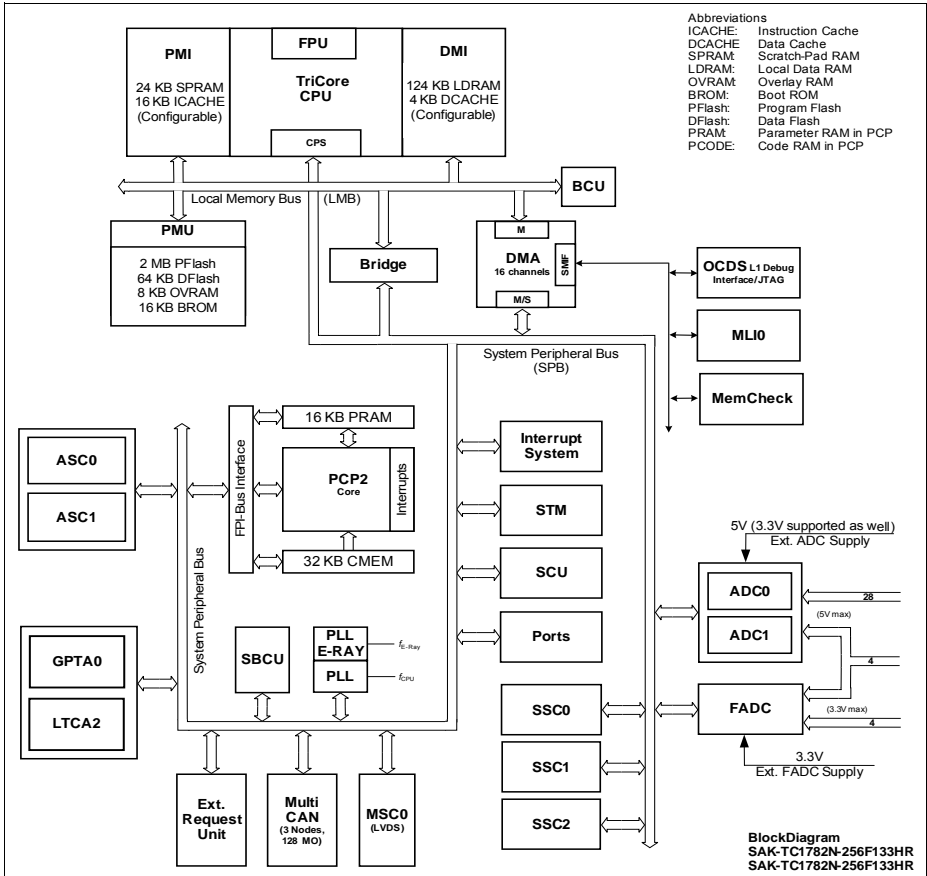 Abbreviations
ICACHE: Instruction Cache
DCACHE Data Cache
SPRAM: Scratch-Pad RAM
LDRAM: Local Data RAM
OVRAM: Overlay RAM
BROM: Boot ROM
PFlash: Program Flash
DFlash: Data Flash
PRAM: Parameter RAM in PCP
PCODE: Code RAM in PCP
PMI
24 KB SPRAM
16 KB ICACHE
(Configurable)
FPU
TriCore
CPU
CPS
DMI
124 KB LDRAM
4 KB DCACHE
(Configurable)
Local Memory Bus (LMB)
BCU
PMU
2 MB PFlash
64 KB DFlash
8 KB OVRAM
16 KB BROM
Bridge
M
DMA
16 channels
SMIF
M/S
OCDS L1 Debug
Interface/JTAG
MLI0
MemCheck
System Peripheral Bus
(SPB)
ASC0
ASC1
FPI-Bus Interface
16 KB PRAM
PCP2
Core
Interrupts
32 KB CMEM
Interrupt
System
STM
SCU
Ports
System Peripheral Bus
GPTA0
LTCA2
SBCU
PLL
E-RAY
fE-Ray
PLL
fCPU
5V (3.3V supported as well)
Ext. ADC Supply
ADC0
28
(5V max)
ADC1
4
SSC0
FADC
(3.3V max)
4
3.3V
Ext. FADC Supply
SSC1
SSC2
Ext.
Request
Unit
Multi
CAN
(3 Nodes,
128 MO)
MSC0
(LVDS)
BlockDiagram
SAK-TC1782N-256F133HR
SAK-TC1782N-256F133HR